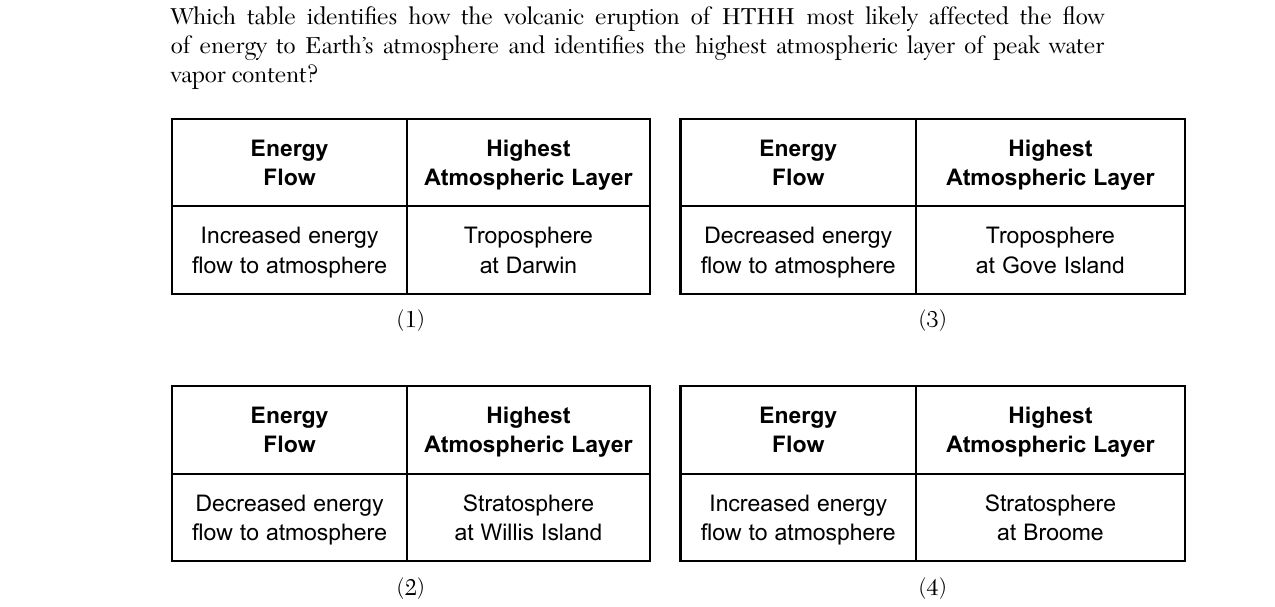 Which table identifies how the volcanic eruption of HTHH most likely affected the flow
of energy to Earth's atmosphere and identifies the highest atmospheric layer of peak water
vapor content?
Energy
Flow
Highest
Atmospheric Layer
Increased energy
flow to atmosphere
Troposphere
at Darwin
(1)
Energy
Flow
Highest
Atmospheric Layer
Decreased energy
flow to atmosphere
Troposphere
at Gove Island
(3)
Energy
Flow
Highest
Atmospheric Layer
Decreased energy
flow to atmosphere
Stratosphere
at Willis Island
(2)
Energy
Flow
Highest
Atmospheric Layer
Increased energy
flow to atmosphere
Stratosphere
at Broome
(4)